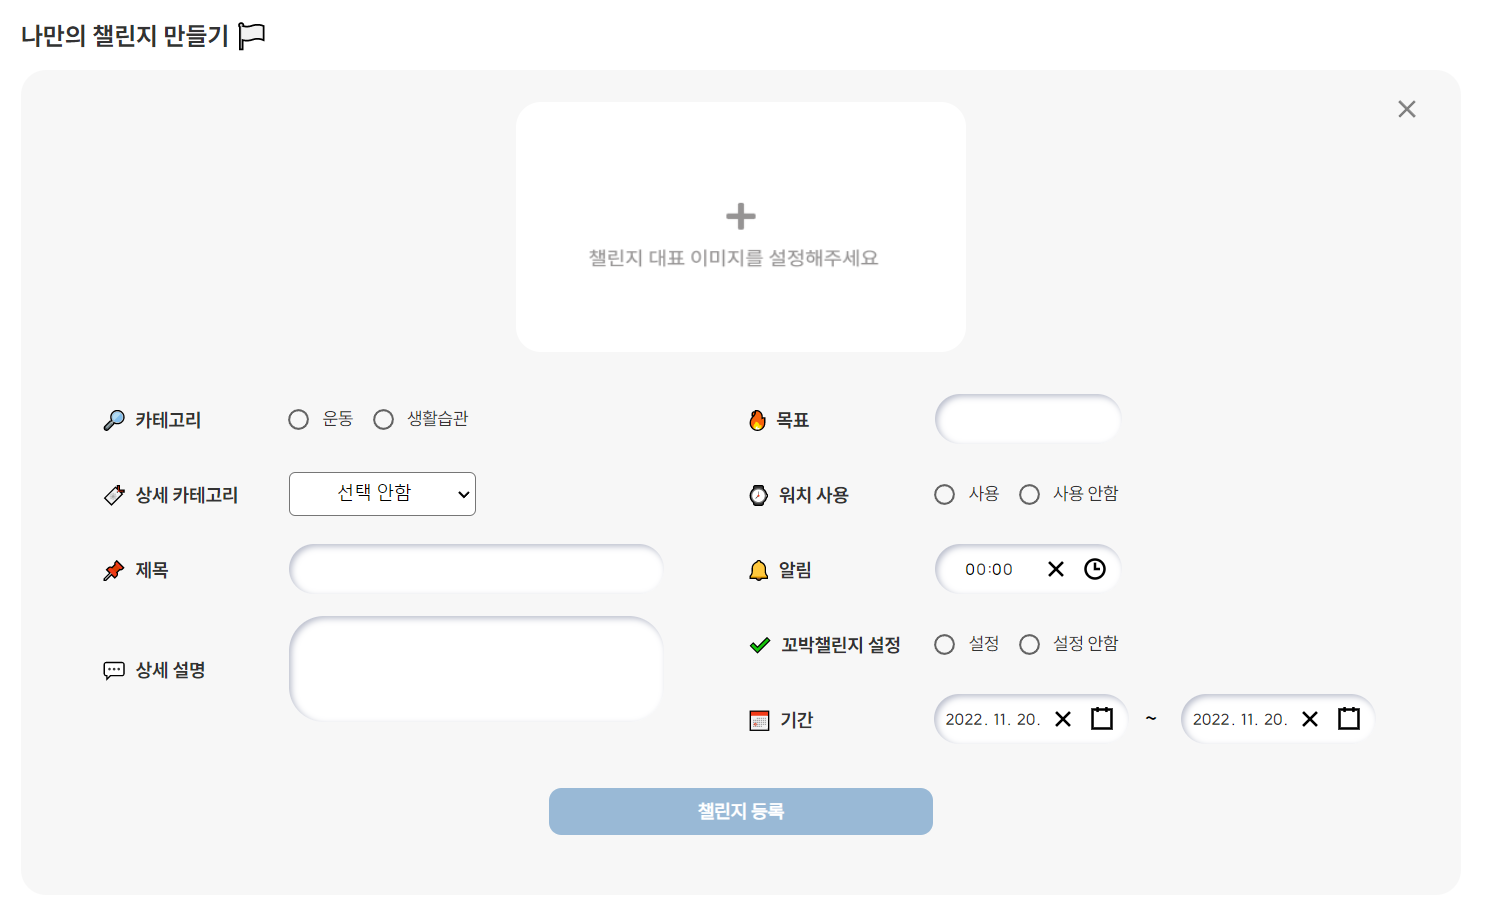 나만의 챌린지 만들기
챌린지 대표 이미지를 설정해주세요
카테고리 운동 생활습관
상세 카테고리 선택 안함
제목
상세 설명
목표
워치 사용 사용 사용 안함
알림 00:00
꼬박챌린지 설정 설정 설정 안함
기간 2022. 11. 20. ~ 2022. 11. 20.
챌린지 등록